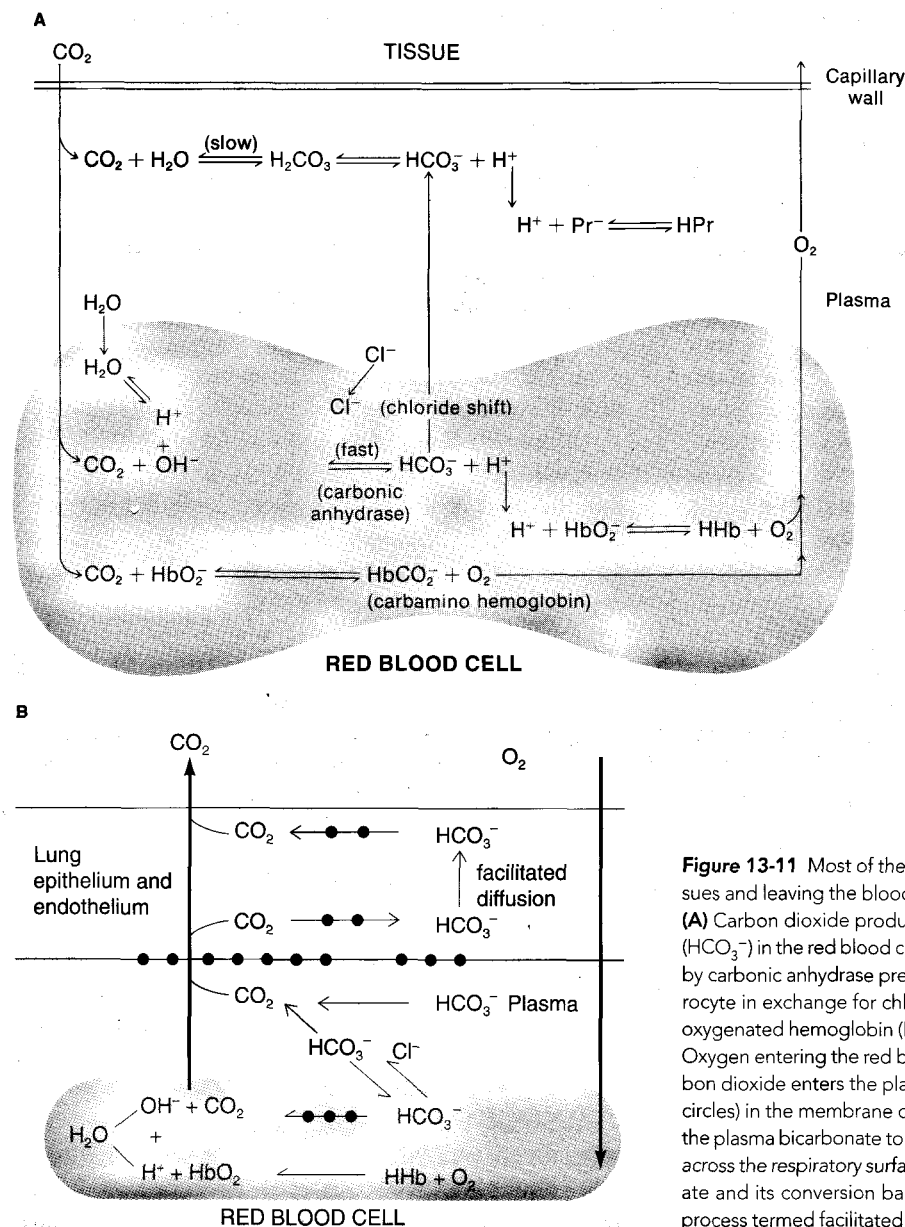 A
CO₂ TISSUE
Capillary
wall
(slow)
CO₂ + H₂O ⇌ H₂CO₃ ⇌ HCO₃⁻ + H⁺
H⁺ + Pr⁻ ⇌ HPr
O₂
Plasma
H₂O
H₂O
Cl⁻
Cl⁻ (chloride shift)
H⁺
+
CO₂ + OH⁻ (fast) ⇌ HCO₃⁻ + H⁺
(carbonic
anhydrase)
H⁺ + HbO₂⁻ ⇌ HHb + O₂
CO₂ + HbO₂⁻ ⇌ HbCO₂⁻ + O₂
(carbamino hemoglobin)
RED BLOOD CELL
B
CO₂ O₂
CO₂ ← HCO₃⁻
Lung
epithelium and
endothelium
facilitated
diffusion
CO₂ → HCO₃⁻
CO₂ ← HCO₃⁻ Plasma
HCO₃⁻ Cl⁻
OH⁻ + CO₂ ← HCO₃⁻
H₂O +
H⁺ + HbO₂ ← HHb + O₂
RED BLOOD CELL
Figure 13-11 Most of the
sues and leaving the blood
(A) Carbon dioxide produ
(HCO₃⁻) in the red blood c
by carbonic anhydrase pre
rocyte in exchange for chl
oxygenated hemoglobin (
Oxygen entering the red b
bon dioxide enters the pla
circles) in the membrane o
the plasma bicarbonate to
across the respiratory surfa
ate and its conversion ba
process termed facilitated